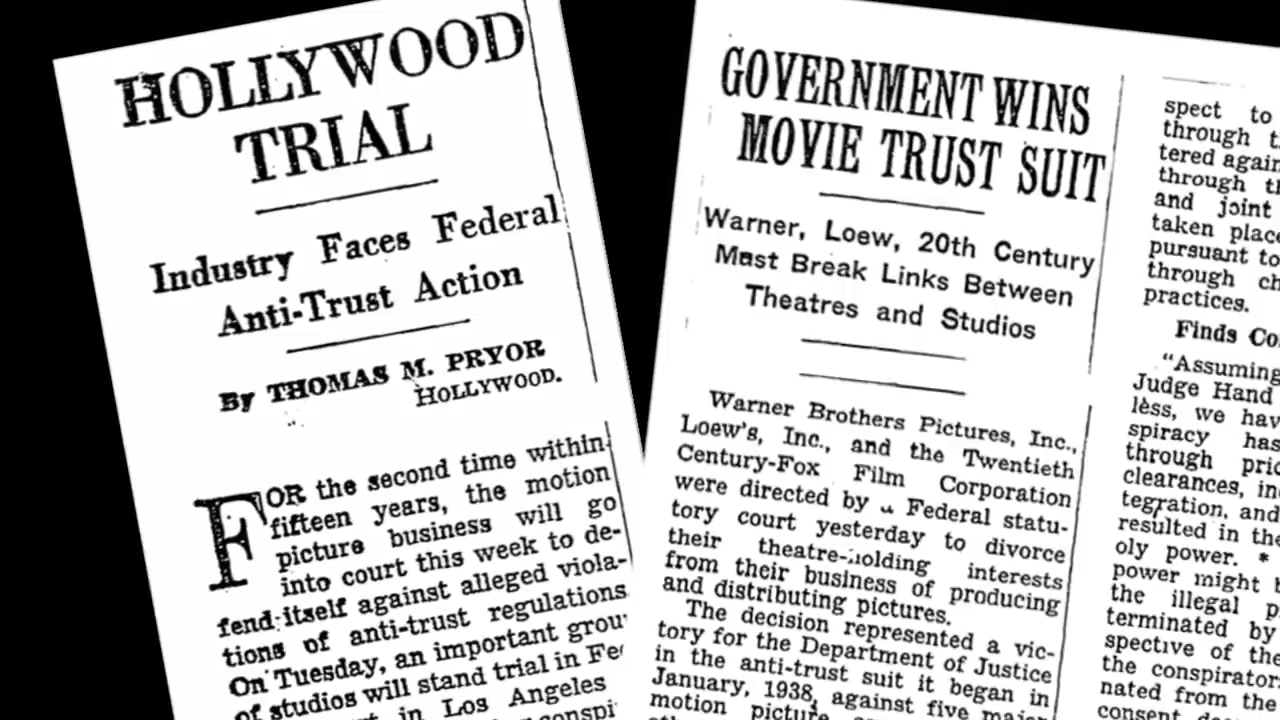 HOLLYWOOD
TRIAL
Industry Faces Federal
Anti-Trust Action
By THOMAS M. PRYOR
HOLLYWOOD.
FOR the second time within
fifteen years, the motion
picture business will go
into court this week to de-
fend itself against alleged viola-
tions of anti-trust regulations
On Tuesday, an important grou
of studios will stand trial in Fe
in Los Angeles
GOVERNMENT WINS
MOVIE TRUST SUIT
Warner, Loew, 20th Century
Must Break Links Between
Theatres and Studios
Warner Brothers Pictures, Inc.,
Loew's, Inc., and the Twentieth
Century-Fox Film Corporation
were directed by a Federal statu-
tory court yesterday to divorce
their theatre-holding interests
from their business of producing
and distributing pictures.
The decision represented a vic-
tory for the Department of Justice
in the anti-trust suit it began in
January, 1938, against five major
motion
spect to
through t
tered again
through th
and joint
taken place
pursuant to
through ch
practices.
Finds Co
"Assuming
Judge Hand
less, we hav
spiracy has
through pric
clearances, in
tegration, and
resulted in the
oly power. *
power might b
the illegal p
terminated by
spective of the
the conspirator
nated from the
consent